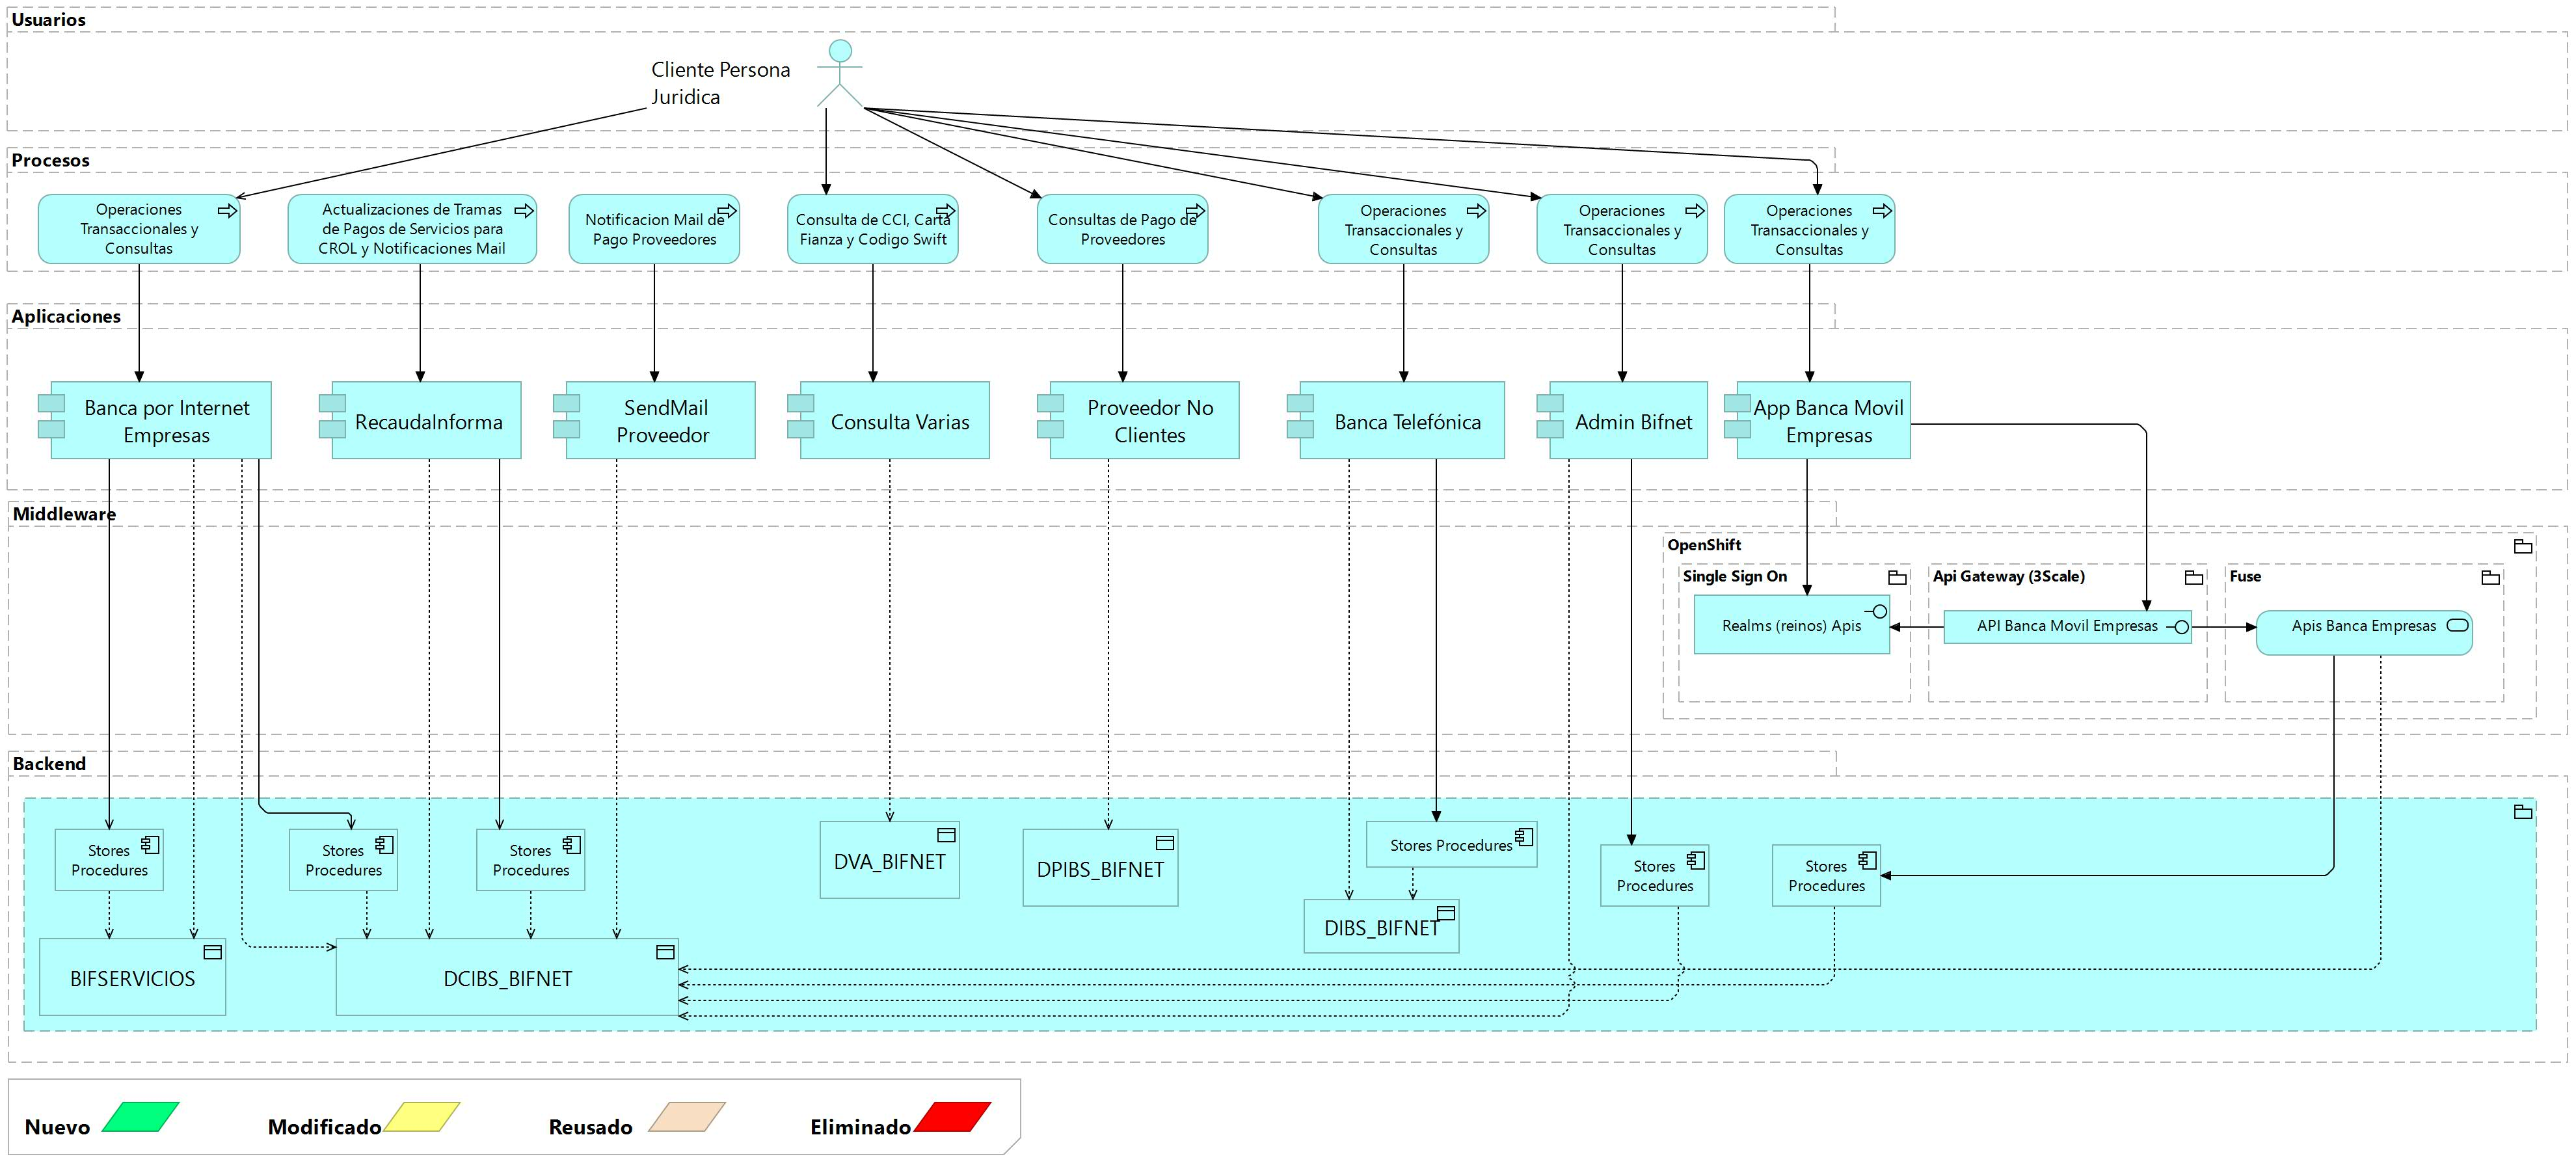 Usuarios
Cliente Persona
Juridica
Procesos
Operaciones
Transaccionales y
Consultas
Actualizaciones de Tramas
de Pagos de Servicios para
CROL y Notificaciones Mail
Notificacion Mail de
Pago Proveedores
Consulta de CCI, Carta
Fianza y Codigo Swift
Consultas de Pago de
Proveedores
Operaciones
Transaccionales y
Consultas
Operaciones
Transaccionales y
Consultas
Operaciones
Transaccionales y
Consultas
Aplicaciones
Banca por Internet
Empresas
RecaudaInforma
SendMail
Proveedor
Consulta Varias
Proveedor No
Clientes
Banca Telefónica
Admin Bifnet
App Banca Movil
Empresas
Middleware
OpenShift
Single Sign On
Api Gateway (3Scale)
Fuse
Realms (reinos) Apis
API Banca Movil Empresas
Apis Banca Empresas
Backend
Stores
Procedures
Stores
Procedures
Stores
Procedures
DVA_BIFNET
DPIBS_BIFNET
Stores Procedures
Stores
Procedures
Stores
Procedures
DIBS_BIFNET
BIFSERVICIOS
DCIBS_BIFNET
Nuevo
Modificado
Reusado
Eliminado